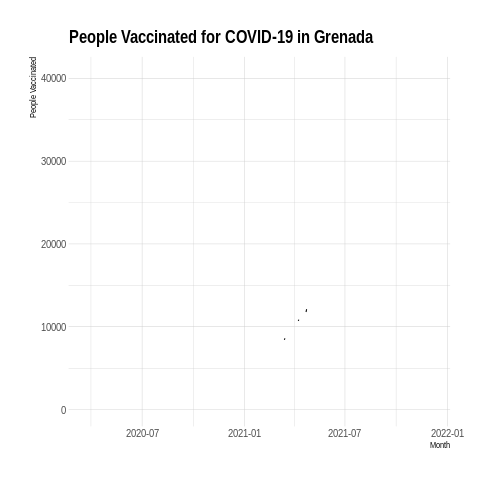 People Vaccinated for COVID-19 in Grenada
People Vaccinated
40000
30000
20000
10000
0
2020-07 2021-01 2021-07 2022-01
Month